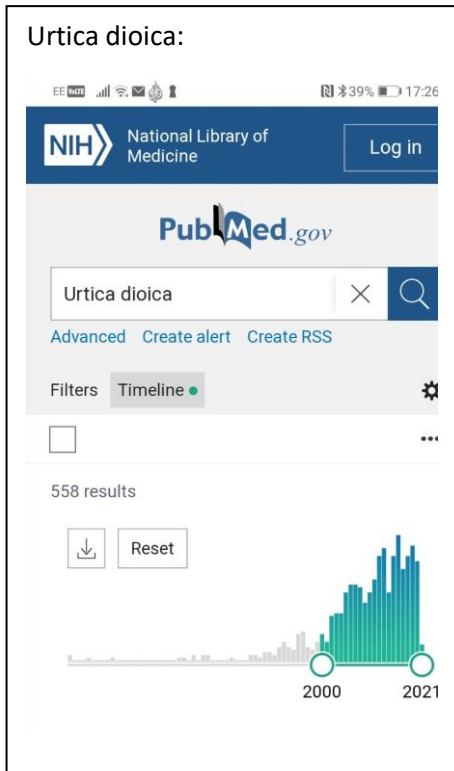 Urtica dioica:
EE VoLTE 39% 17:26
NIH National Library of
Medicine
Log in
PubMed.gov
Urtica dioica
Advanced Create alert Create RSS
Filters Timeline
558 results
Reset
2000 2021